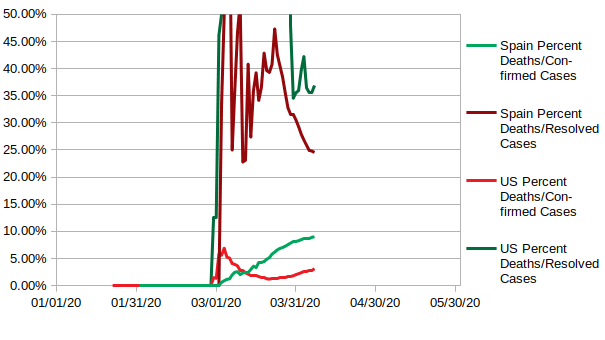 50.00%
45.00%
40.00%
35.00%
30.00%
25.00%
20.00%
15.00%
10.00%
5.00%
0.00%
01/01/20 01/31/20 03/01/20 03/31/20 04/30/20 05/30/20
Spain Percent
Deaths/Con-
firmed Cases
Spain Percent
Deaths/Resolved
Cases
US Percent
Deaths/Con-
firmed Cases
US Percent
Deaths/Resolved
Cases